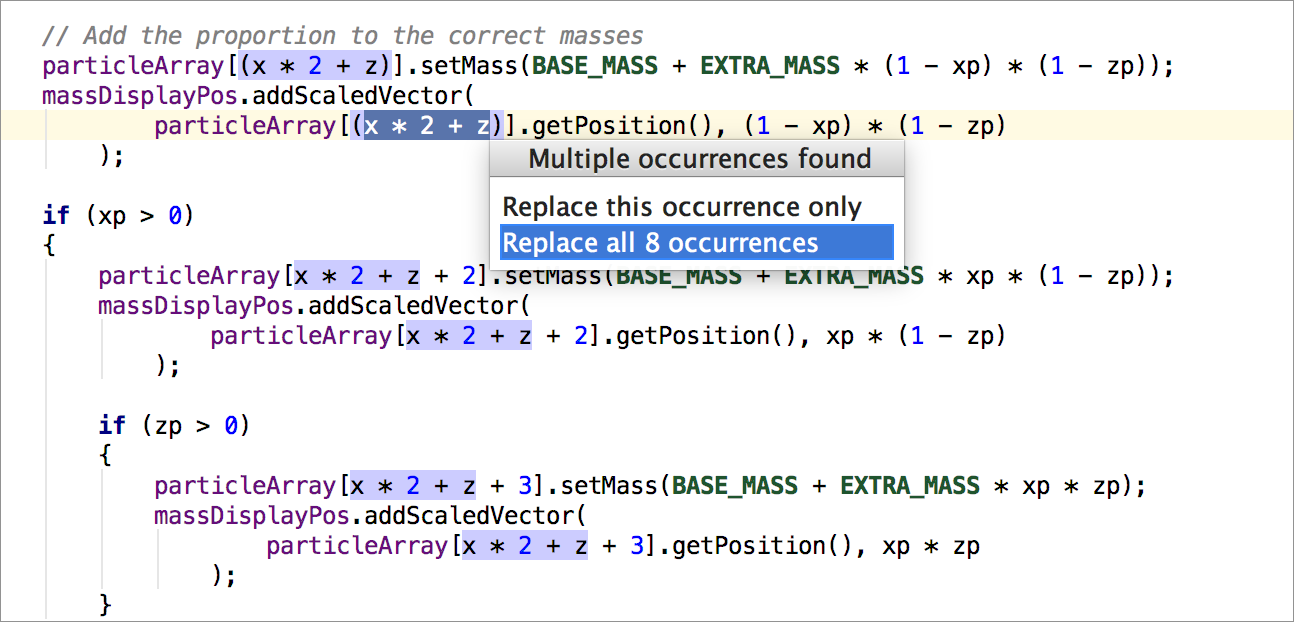 // Add the proportion to the correct masses
particleArray[(x * 2 + z)].setMass(BASE_MASS + EXTRA_MASS * (1 - xp) * (1 - zp));
massDisplayPos.addScaledVector(
particleArray[(x * 2 + z)].getPosition(), (1 - xp) * (1 - zp)
);
Multiple occurrences found
Replace this occurrence only
Replace all 8 occurrences
if (xp > 0)
{
particleArray[x * 2 + z + 2].setMass(BASE_MASS + EXTRA_MASS * xp * (1 - zp));
massDisplayPos.addScaledVector(
particleArray[x * 2 + z + 2].getPosition(), xp * (1 - zp)
);
if (zp > 0)
{
particleArray[x * 2 + z + 3].setMass(BASE_MASS + EXTRA_MASS * xp * zp);
massDisplayPos.addScaledVector(
particleArray[x * 2 + z + 3].getPosition(), xp * zp
);
}